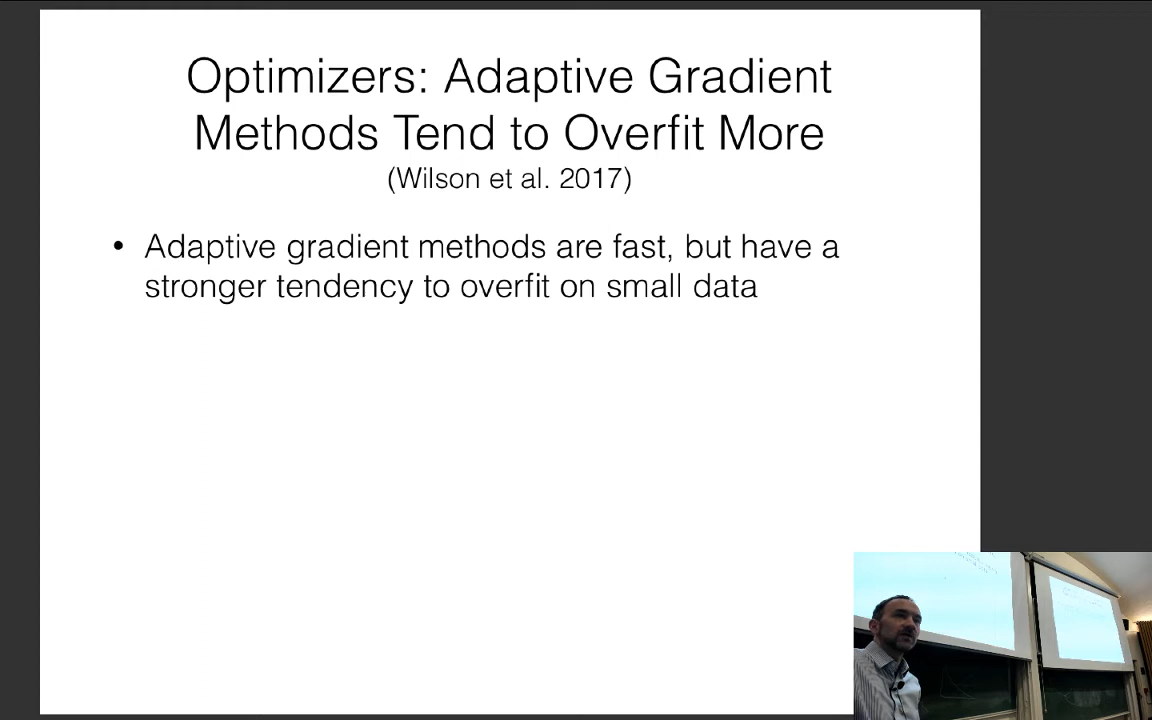 Optimizers: Adaptive Gradient
Methods Tend to Overfit More
(Wilson et al. 2017)
• Adaptive gradient methods are fast, but have a
stronger tendency to overfit on small data